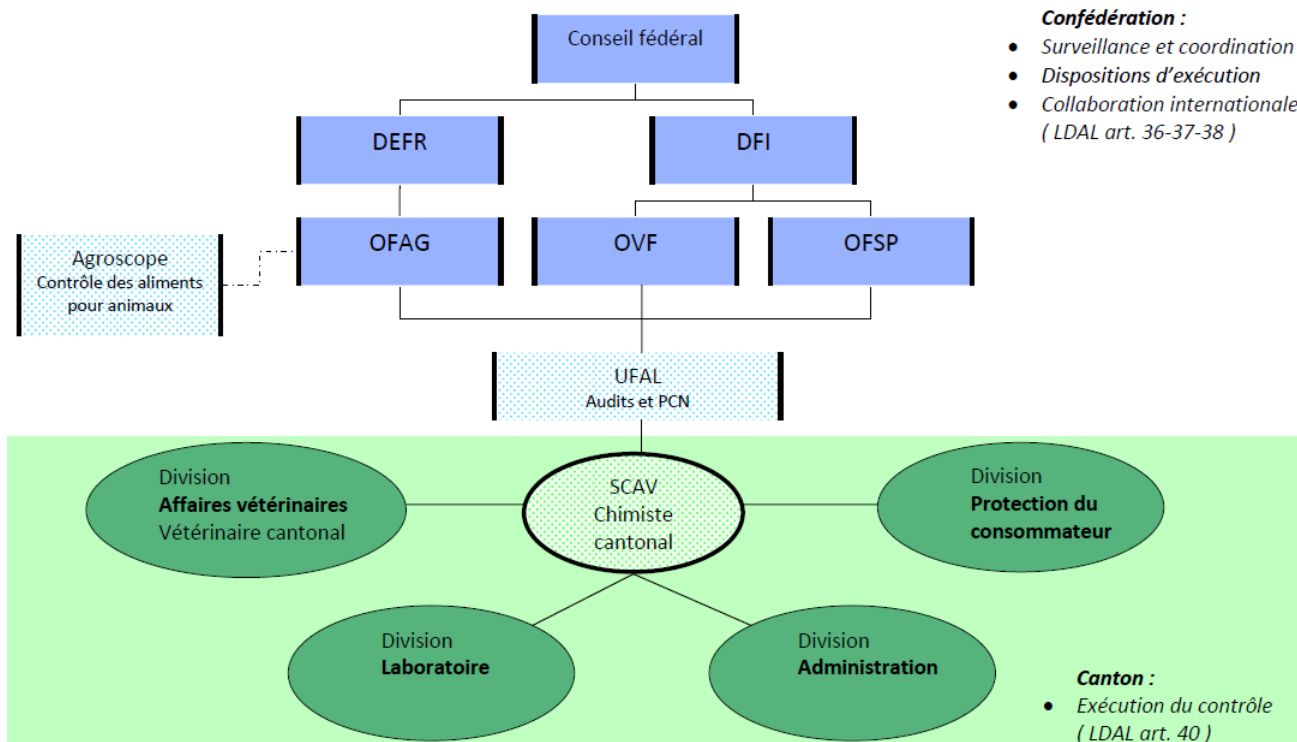 Conseil fédéral
Confédération :
• Surveillance et coordination
• Dispositions d'exécution
• Collaboration internationale
( LDAL art. 36-37-38 )
DEFR
DFI
Agroscope
Contrôle des aliments
pour animaux
OFAG
OVF
OFSP
UFAL
Audits et PCN
Division
Affaires vétérinaires
Vétérinaire cantonal
SCAV
Chimiste
cantonal
Division
Protection du
consommateur
Division
Laboratoire
Division
Administration
Canton :
• Exécution du contrôle
( LDAL art. 40 )